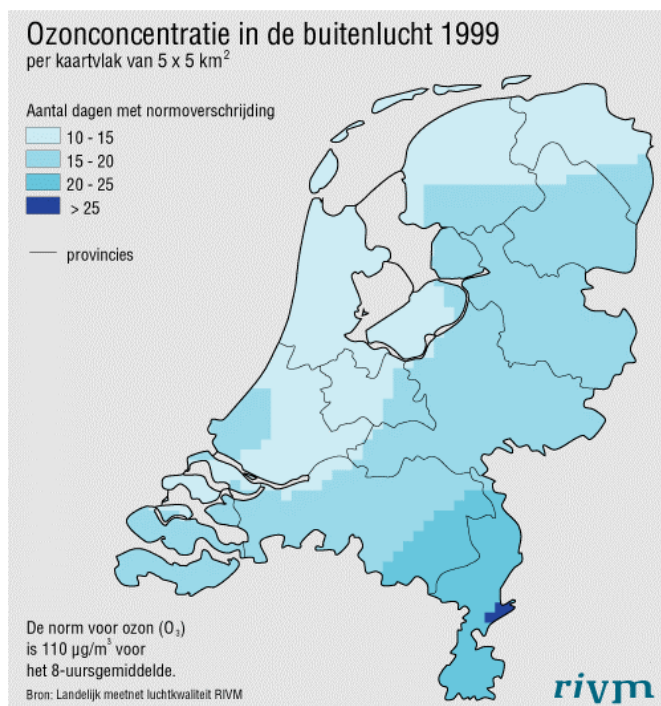 Ozonconcentratie in de buitenlucht 1999
per kaartvlak van 5 x 5 km²
Aantal dagen met normoverschrijding
10 - 15
15 - 20
20 - 25
> 25
provincies
De norm voor ozon (O₃)
is 110 µg/m³ voor
het 8-uursgemiddelde.
Bron: Landelijk meetnet luchtkwaliteit RIVM
rivm